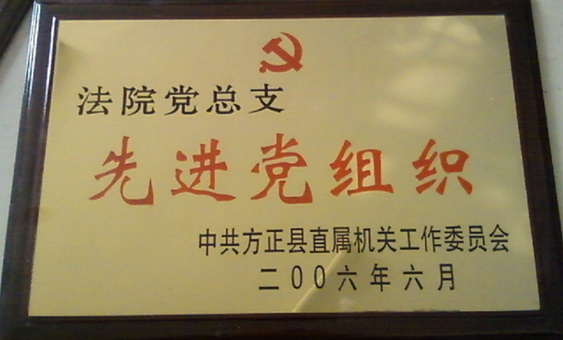 法院党总支
先进党组织
中共方正县直属机关工作委员会
二00六年六月